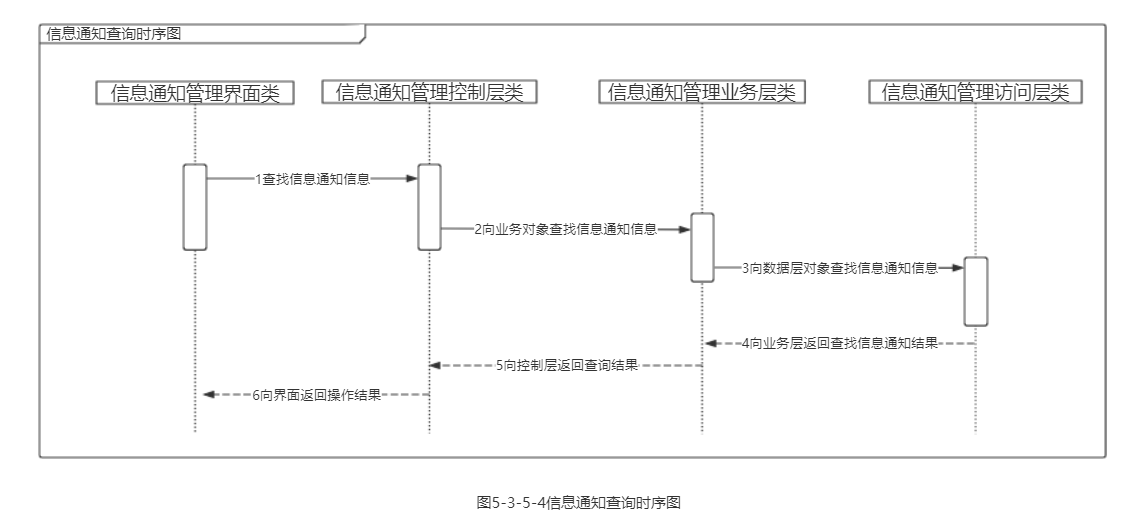 信息通知查询时序图
信息通知管理界面类
信息通知管理控制层类
信息通知管理业务层类
信息通知管理访问层类
1查找信息通知信息
2向业务对象查找信息通知信息
3向数据层对象查找信息通知信息
4向业务层返回查找信息通知结果
5向控制层返回查询结果
6向界面返回操作结果
图5-3-5-4信息通知查询时序图